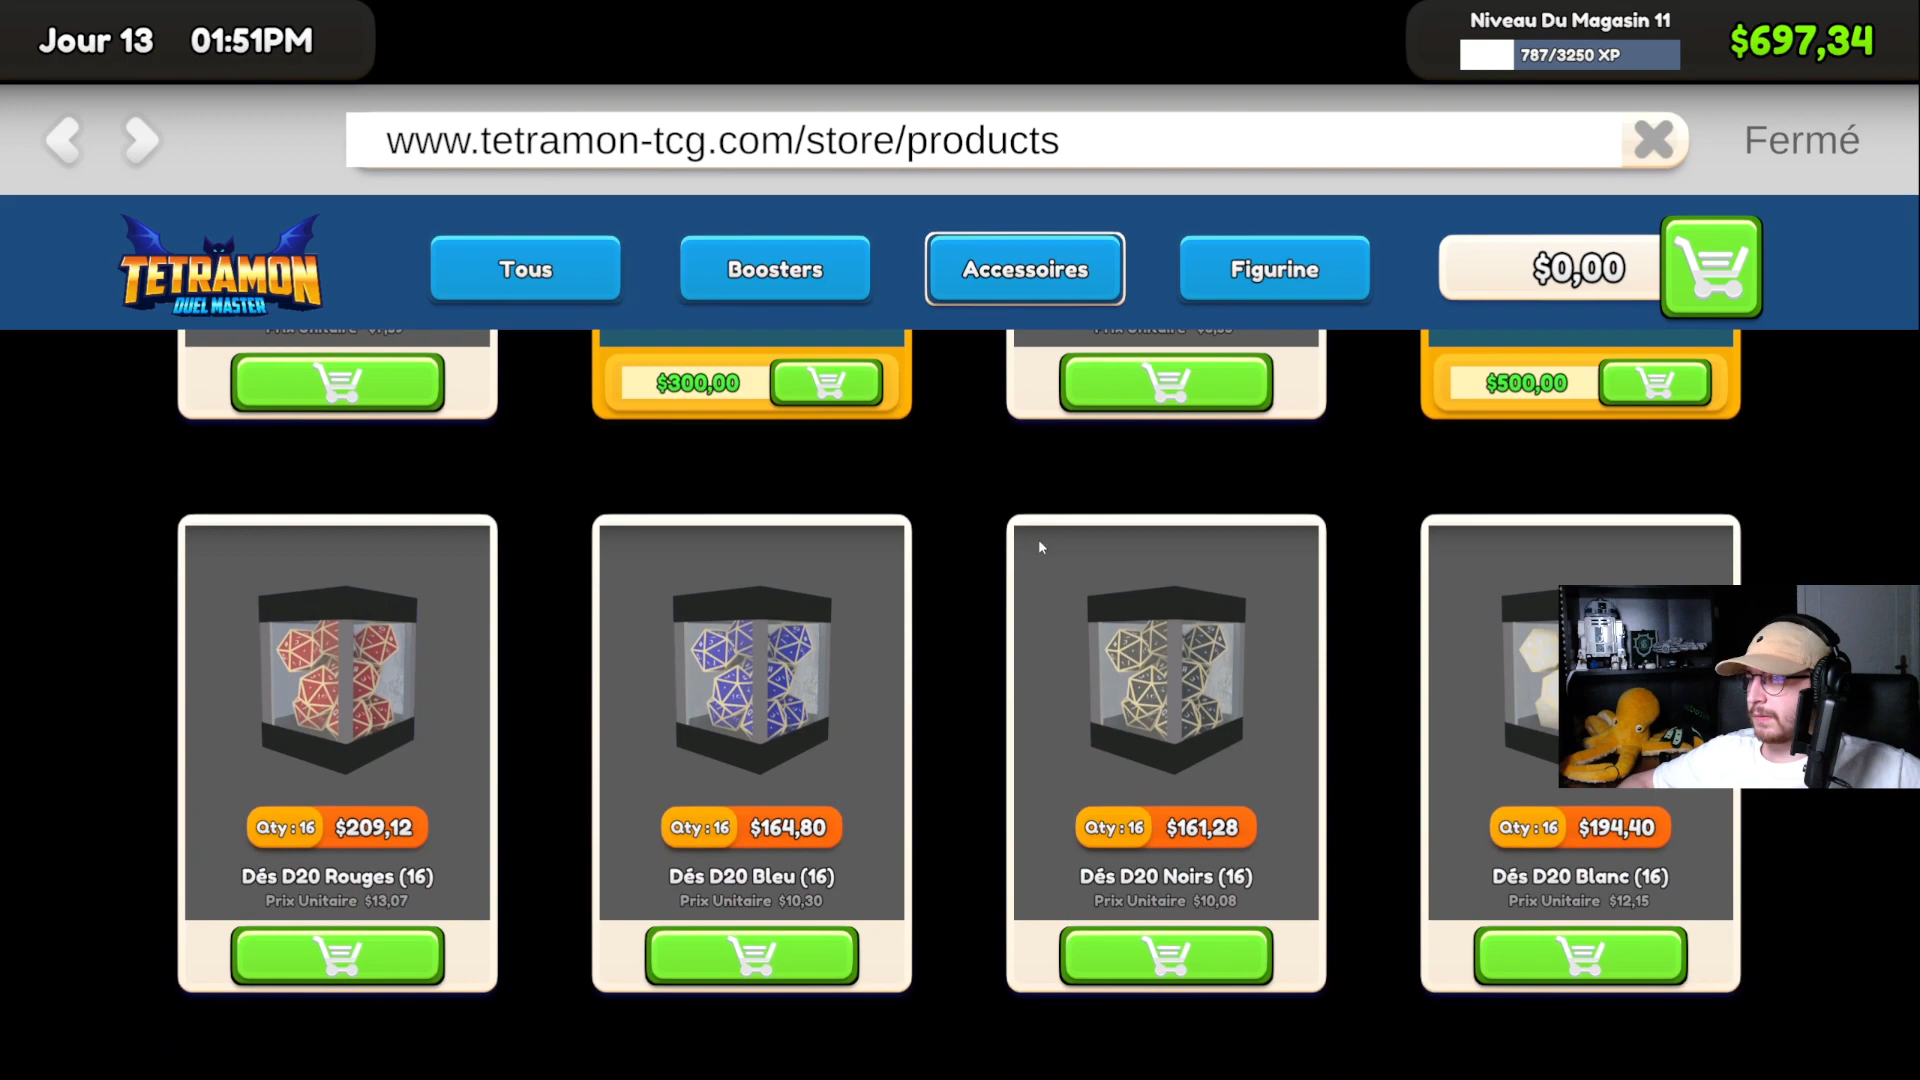 Jour 13 01:51PM
Niveau Du Magasin 11
787/3250 XP
$697,34
www.tetramon-tcg.com/store/products
Fermé
TETRAMON
DUEL MASTER
Tous
Boosters
Accessoires
Figurine
$0,00
Prix Unitaire
Prix Unitaire
$300,00
$500,00
Qty : 16 $209,12
Dés D20 Rouges (16)
Prix Unitaire $13,07
Qty : 16 $164,80
Dés D20 Bleu (16)
Prix Unitaire $10,30
Qty : 16 $161,28
Dés D20 Noirs (16)
Prix Unitaire $10,08
Qty : 16 $194,40
Dés D20 Blanc (16)
Prix Unitaire $12,15